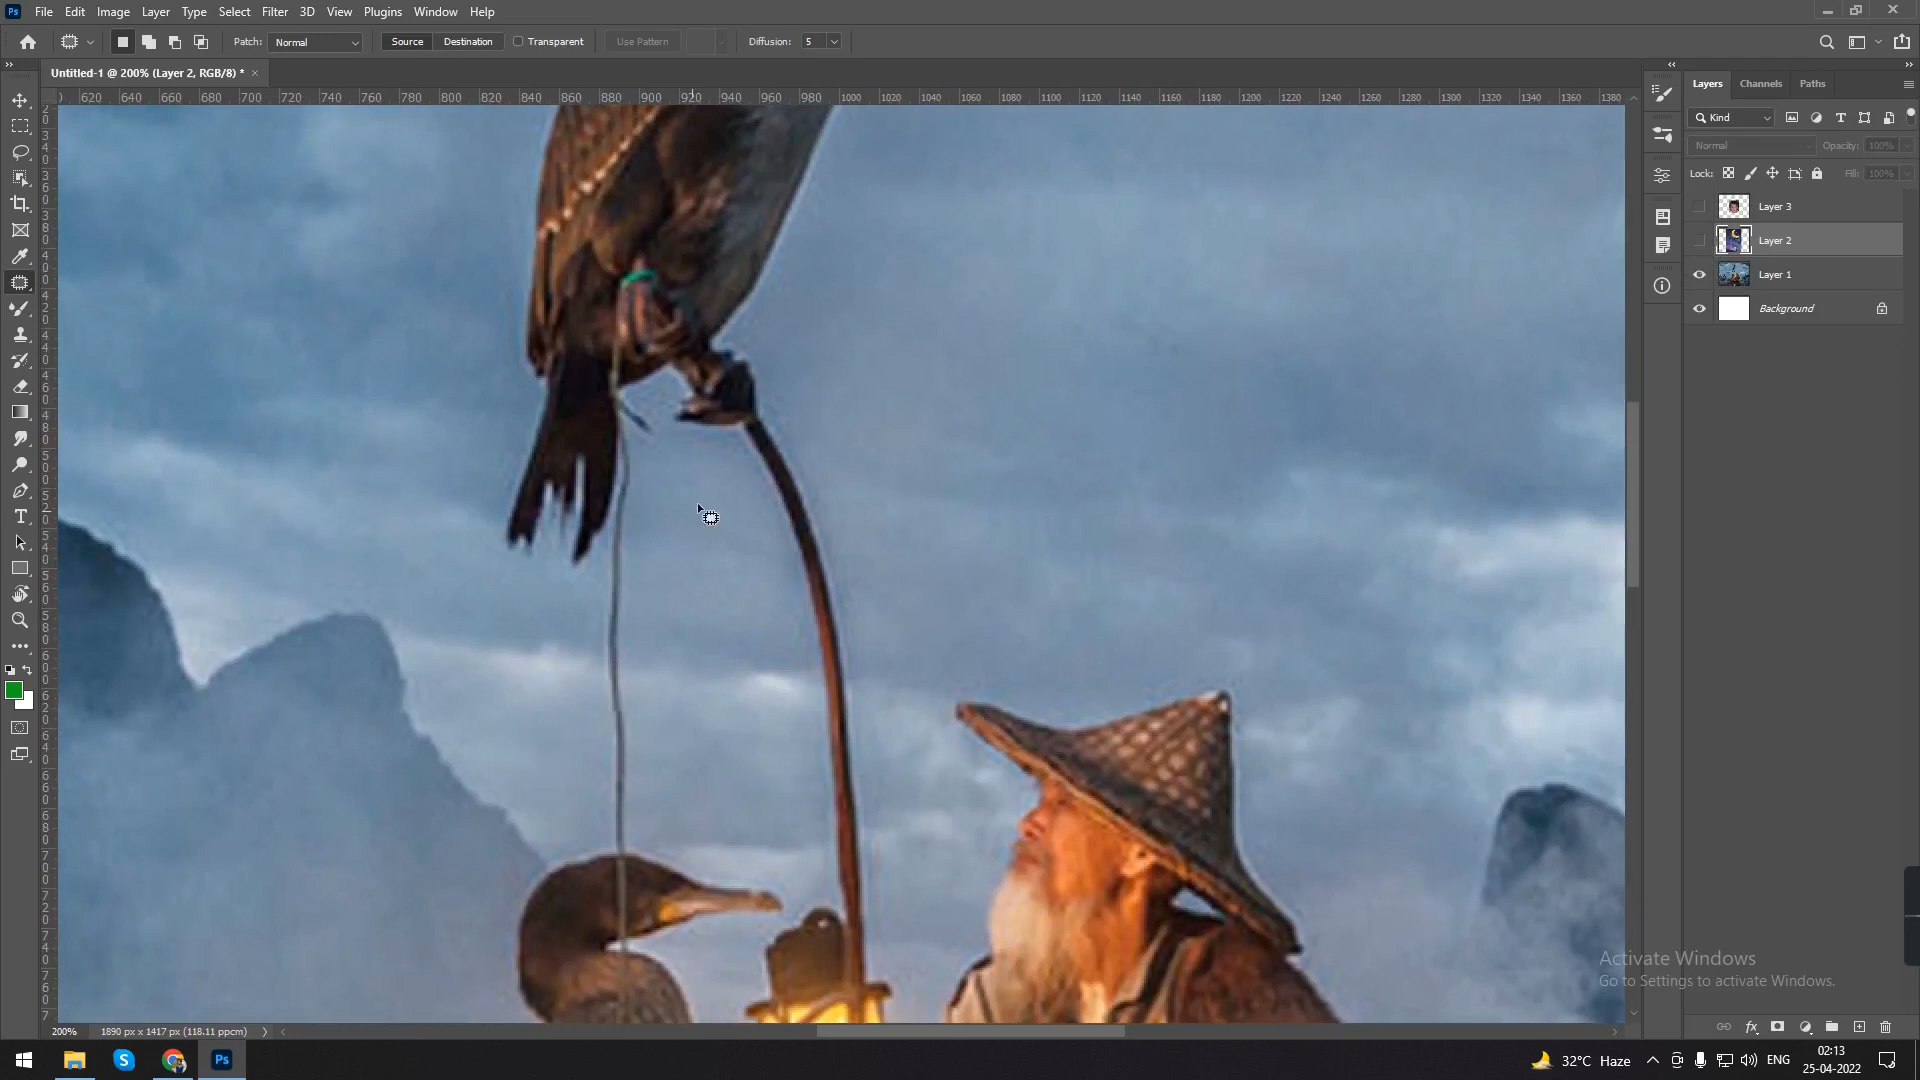 Ps File Edit Image Layer Type Select Filter 3D View Plugins Window Help
Patch: Normal Source Destination Transparent Use Pattern Diffusion: 5
Untitled-1 @ 200% (Layer 2, RGB/8) *
620 640 660 680 700 720 740 760 780 800 820 840 860 880 900 920 940 960 980 1000 1020 1040 1060 1080 1100 1120 1140 1160 1180 1200 1220 1240 1260 1280 1300 1320 1340 1360 1380
Layers Channels Paths
Kind
Normal Opacity: 100%
Lock: Fill: 100%
Layer 3
Layer 2
Layer 1
Background
Activate Windows
Go to Settings to activate Windows.
200% 1890 px x 1417 px (118.11 ppcm)
S Ps 32°C Haze ENG 02:13
25-04-2022